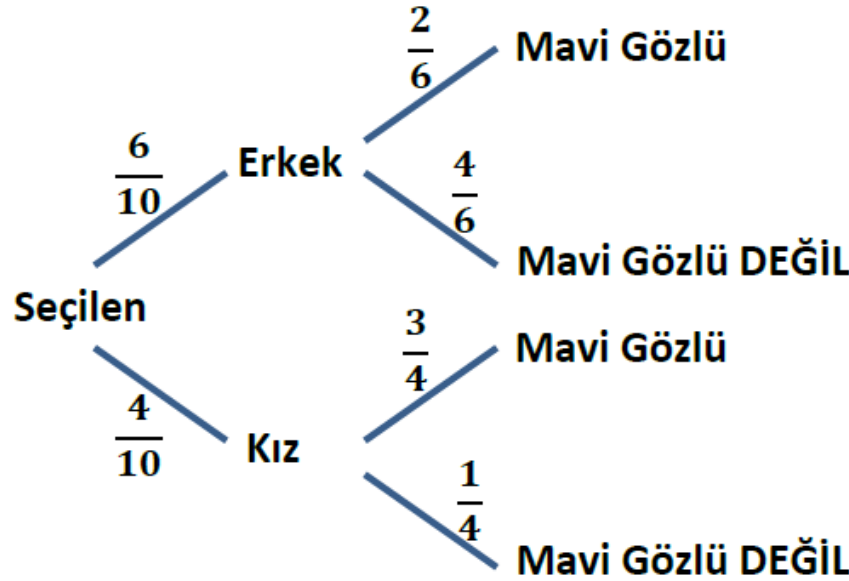 2/6
Mavi Gözlü
6/10
Erkek
4/6
Mavi Gözlü DEĞİL
Seçilen
3/4
Mavi Gözlü
4/10
Kız
1/4
Mavi Gözlü DEĞİL